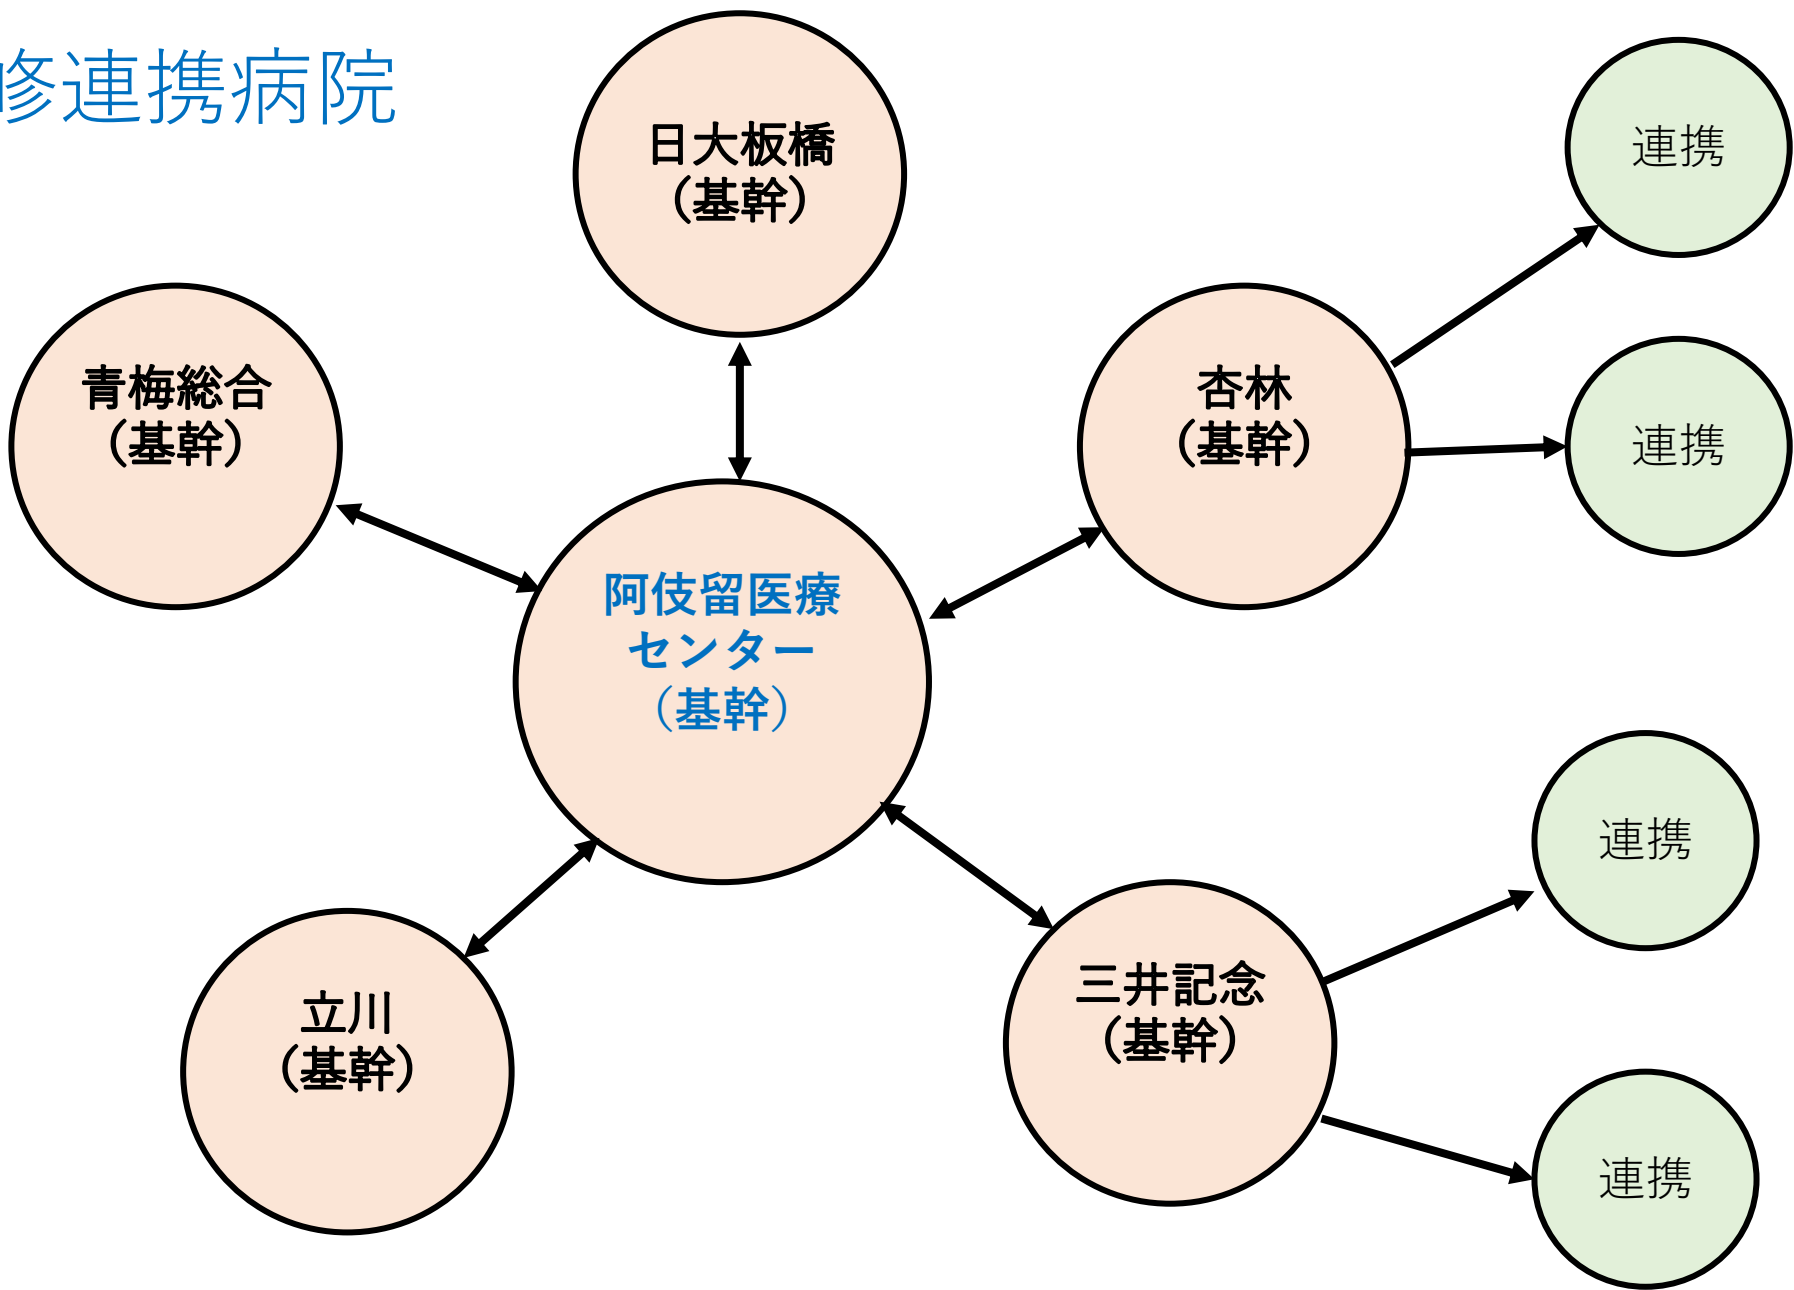 修連携病院
日大板橋
（基幹）
連携
青梅総合
（基幹）
杏林
（基幹）
連携
阿伎留医療
センター
（基幹）
連携
三井記念
（基幹）
立川
（基幹）
連携